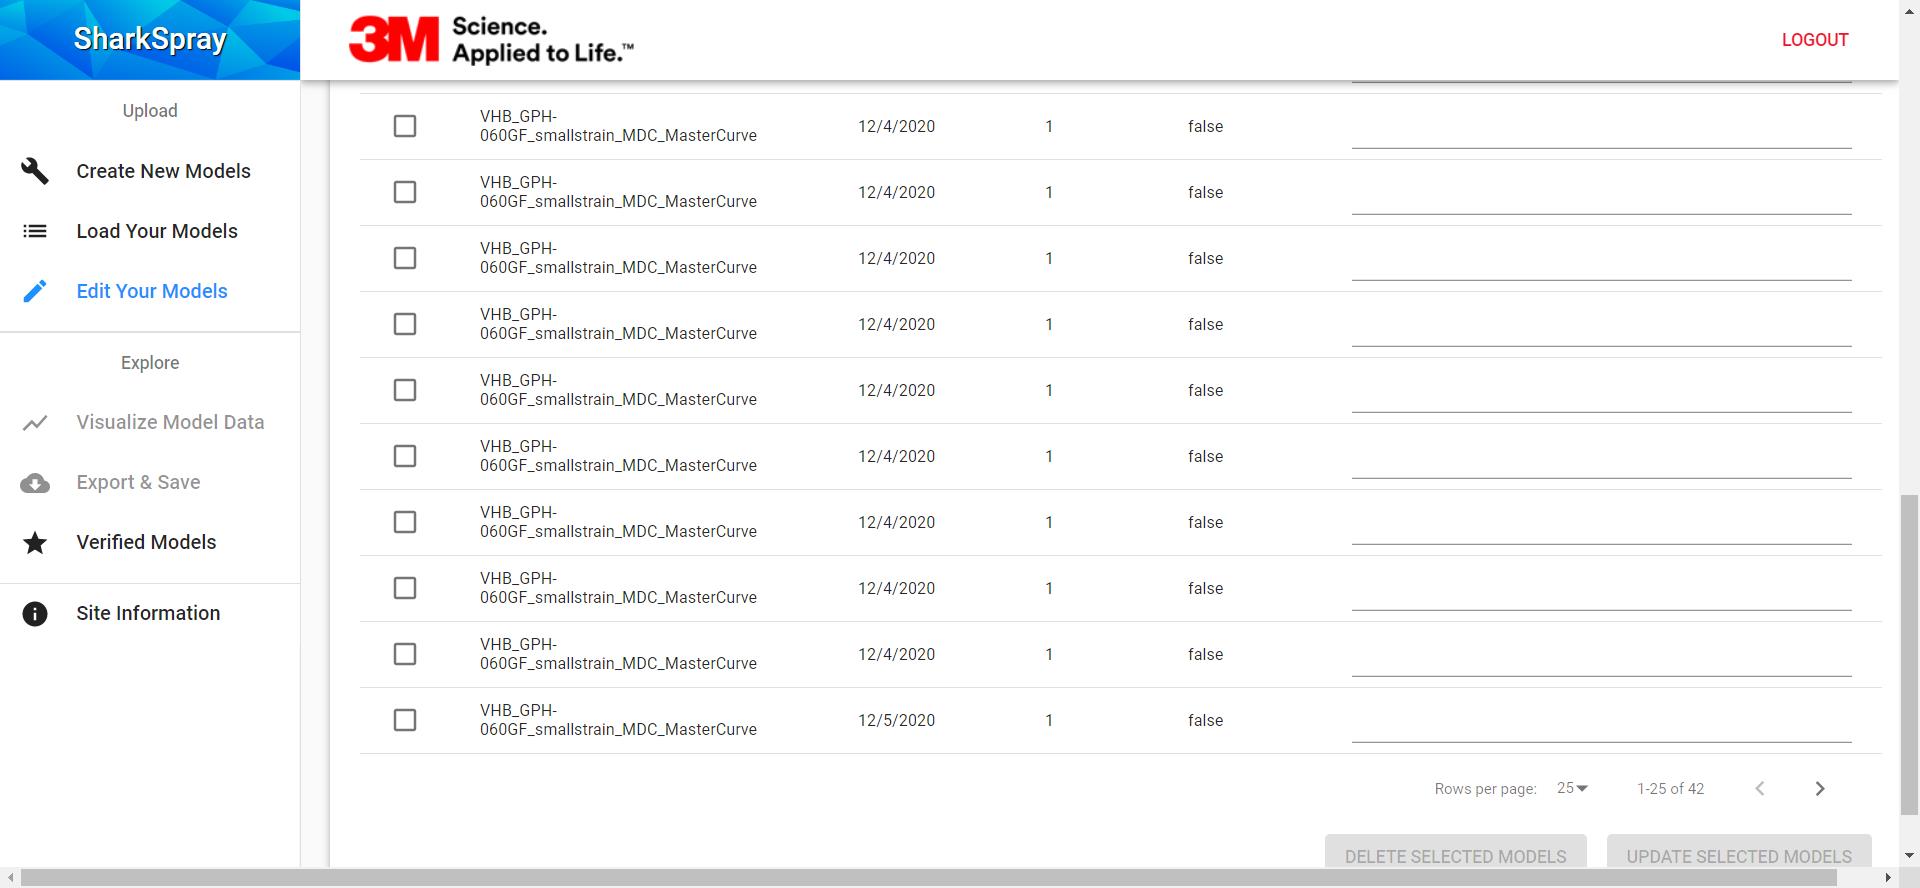 SharkSpray
3M Science.
Applied to Life.™
LOGOUT
Upload
Create New Models
Load Your Models
Edit Your Models
Explore
Visualize Model Data
Export & Save
Verified Models
Site Information
VHB_GPH-
060GF_smallstrain_MDC_MasterCurve
12/4/2020
1
false
VHB_GPH-
060GF_smallstrain_MDC_MasterCurve
12/4/2020
1
false
VHB_GPH-
060GF_smallstrain_MDC_MasterCurve
12/4/2020
1
false
VHB_GPH-
060GF_smallstrain_MDC_MasterCurve
12/4/2020
1
false
VHB_GPH-
060GF_smallstrain_MDC_MasterCurve
12/4/2020
1
false
VHB_GPH-
060GF_smallstrain_MDC_MasterCurve
12/4/2020
1
false
VHB_GPH-
060GF_smallstrain_MDC_MasterCurve
12/4/2020
1
false
VHB_GPH-
060GF_smallstrain_MDC_MasterCurve
12/4/2020
1
false
VHB_GPH-
060GF_smallstrain_MDC_MasterCurve
12/4/2020
1
false
VHB_GPH-
060GF_smallstrain_MDC_MasterCurve
12/5/2020
1
false
Rows per page: 25 1-25 of 42
DELETE SELECTED MODELS
UPDATE SELECTED MODELS